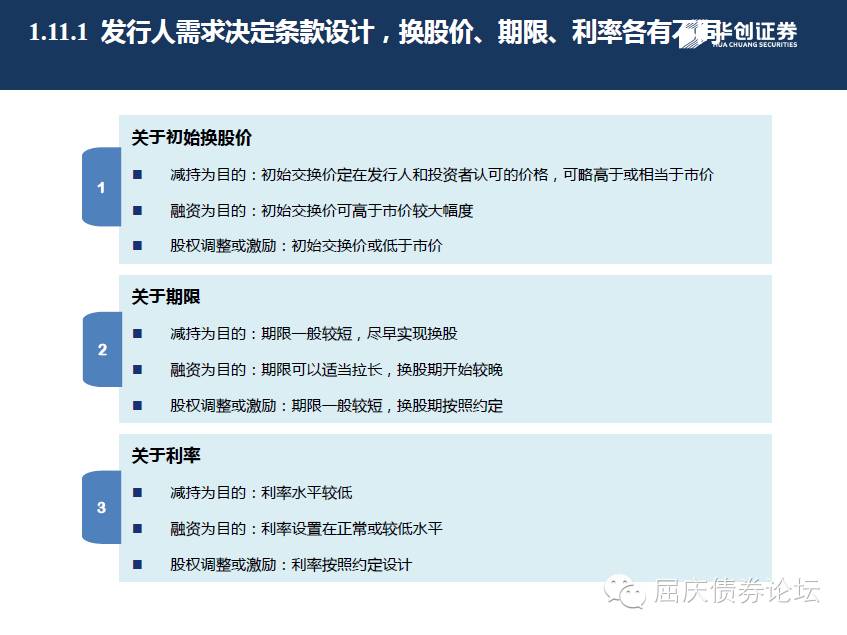 1.11.1 发行人需求决定条款设计，换股价、期限、利率各有不同
华创证券
HUA CHUANG SECURITIES
关于初始换股价
1
■ 减持为目的：初始交换价定在发行人和投资者认可的价格，可略高于或相当于市价
■ 融资为目的：初始交换价可高于市价较大幅度
■ 股权调整或激励：初始交换价或低于市价
关于期限
2
■ 减持为目的：期限一般较短，尽早实现换股
■ 融资为目的：期限可以适当拉长，换股期开始较晚
■ 股权调整或激励：期限一般较短，换股期按照约定
关于利率
3
■ 减持为目的：利率水平较低
■ 融资为目的：利率设置在正常或较低水平
■ 股权调整或激励：利率按照约定设计
屈庆债券论坛